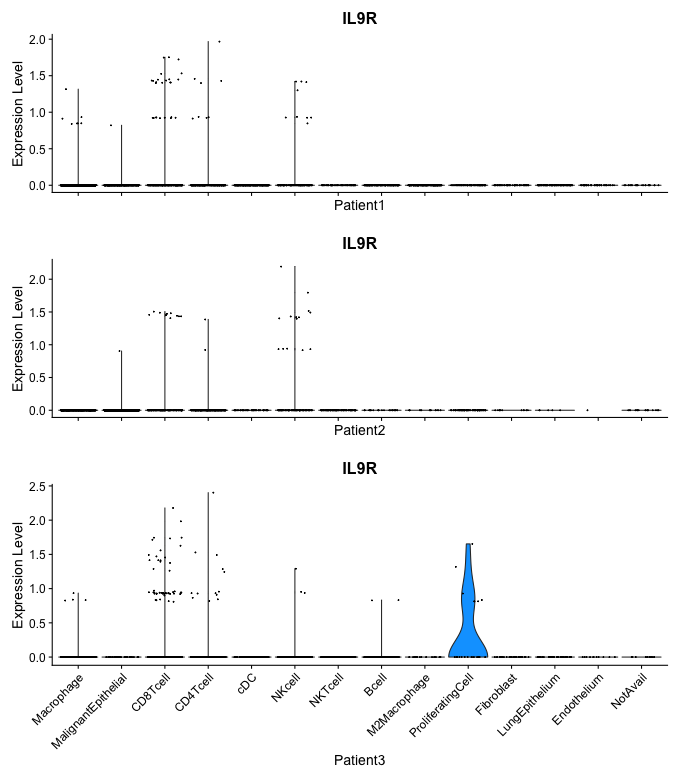 IL9R
Expression Level
2.0
1.5
1.0
0.5
0.0
Patient1
IL9R
Expression Level
2.0
1.5
1.0
0.5
0.0
Patient2
IL9R
Expression Level
2.5
2.0
1.5
1.0
0.5
0.0
Macrophage
MalignantEpithelial
CD8Tcell
CD4Tcell
cDC
NKcell
NKTcell
Bcell
M2Macrophage
ProliferatingCell
Fibroblast
LungEpithelium
Endothelium
NotAvail
Patient3